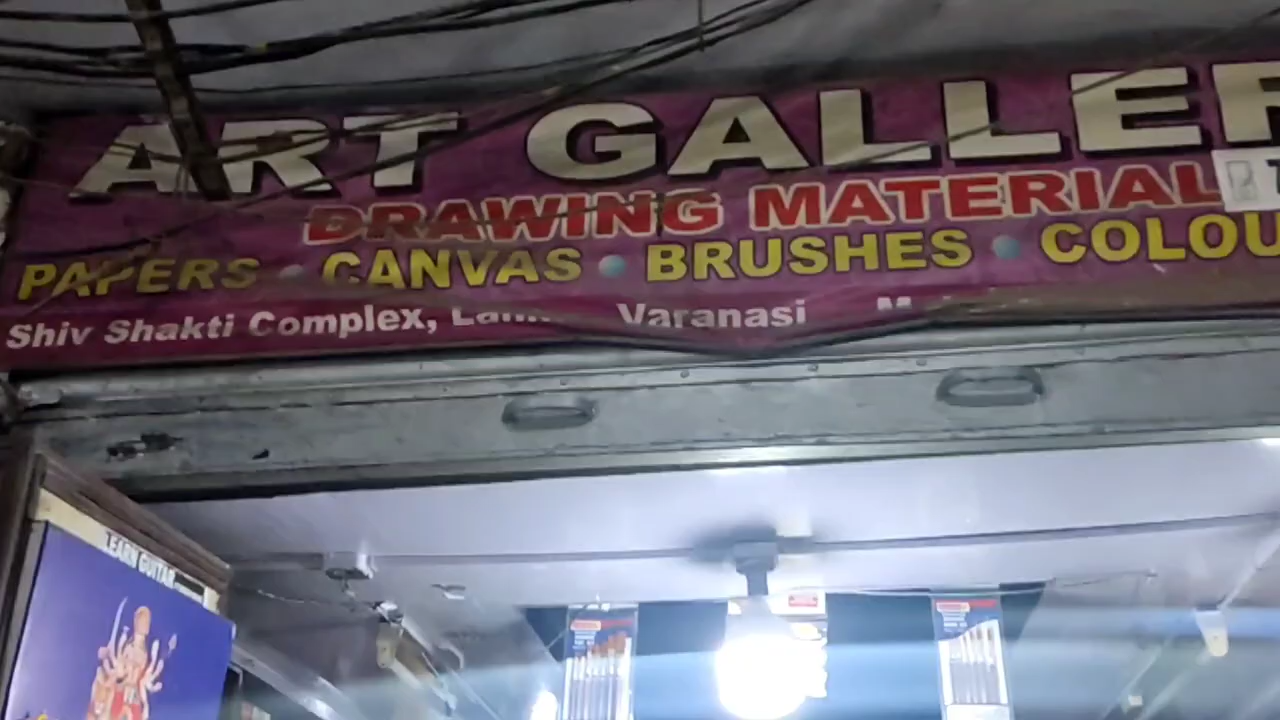 ART GALLER
DRAWING MATERIAL
PAPERS • CANVAS • BRUSHES • COLOU
Shiv Shakti Complex, Varanasi
LEARN GUITAR